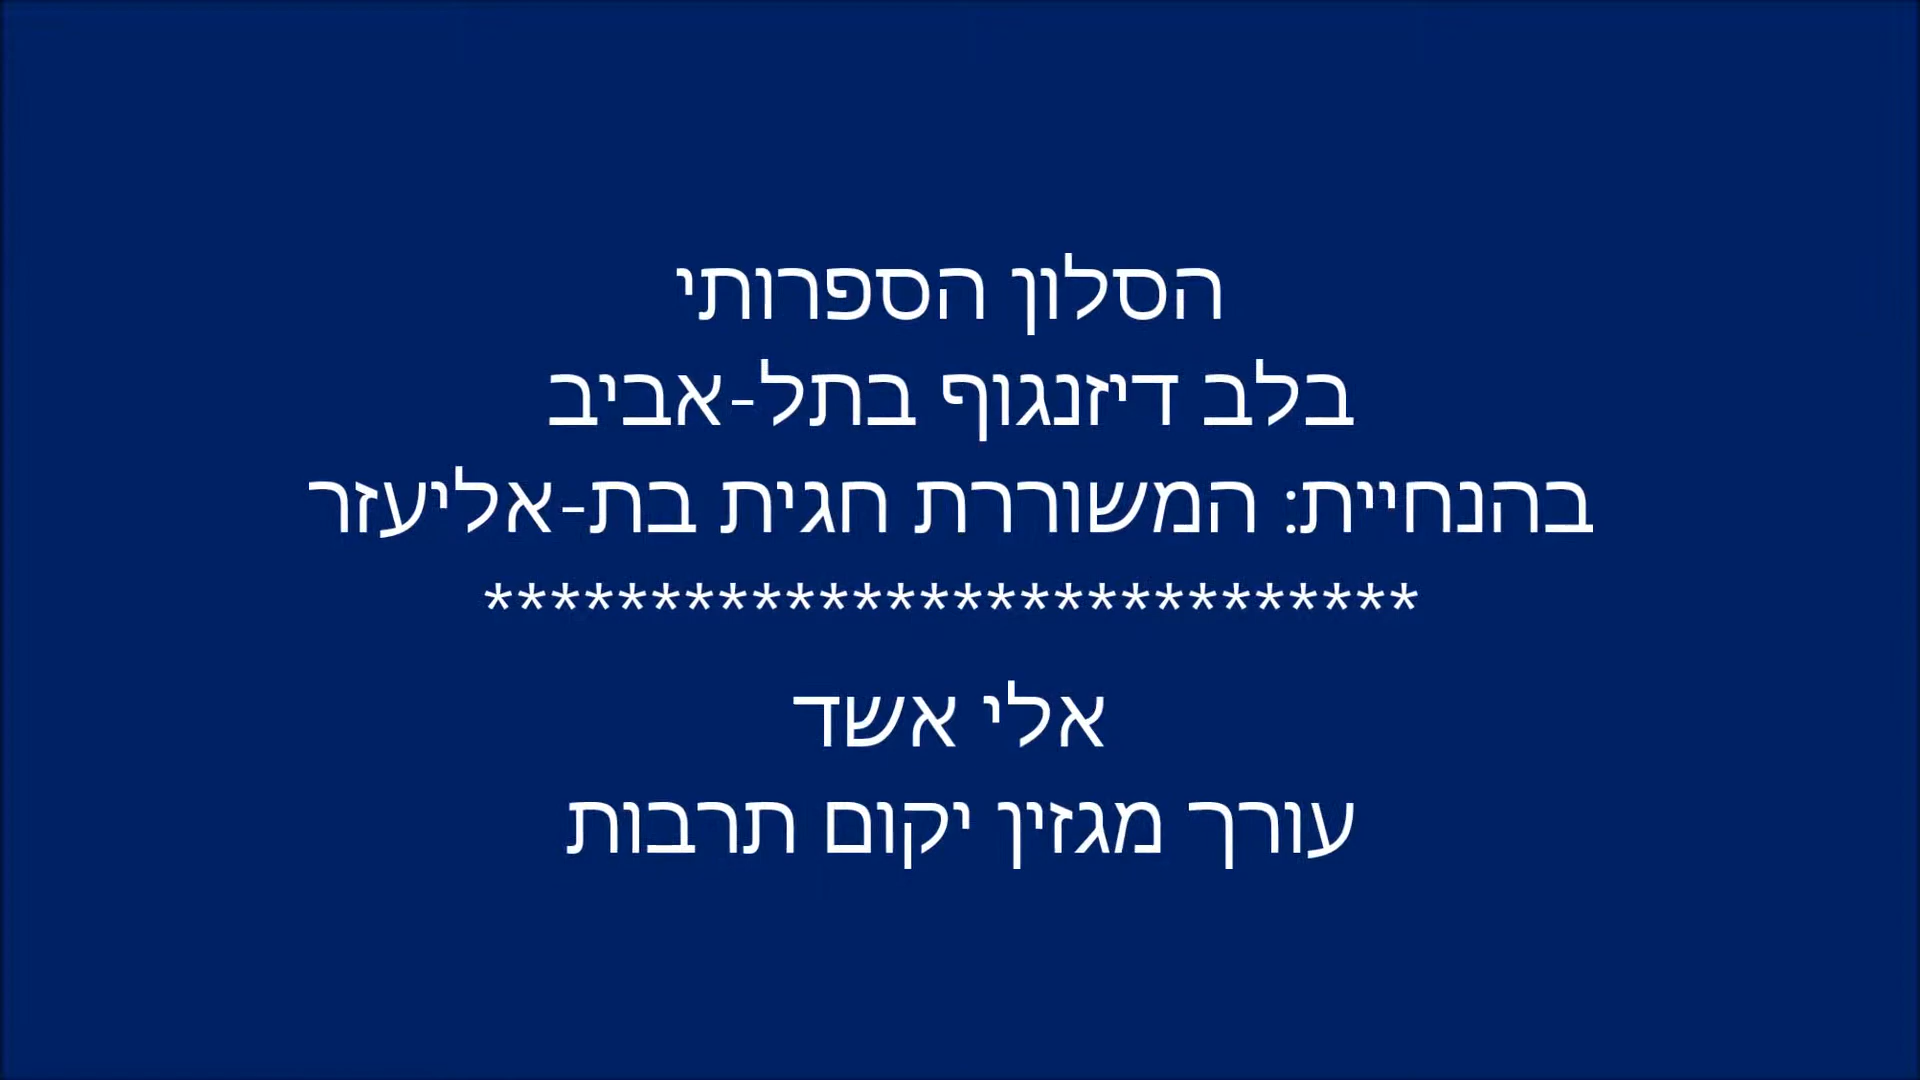 הסלון הספרותי
בלב דיזנגוף בתל-אביב
בהנחיית: המשוררת חגית בת-אליעזר
****************************
אלי אשד
עורך מגזין יקום תרבות